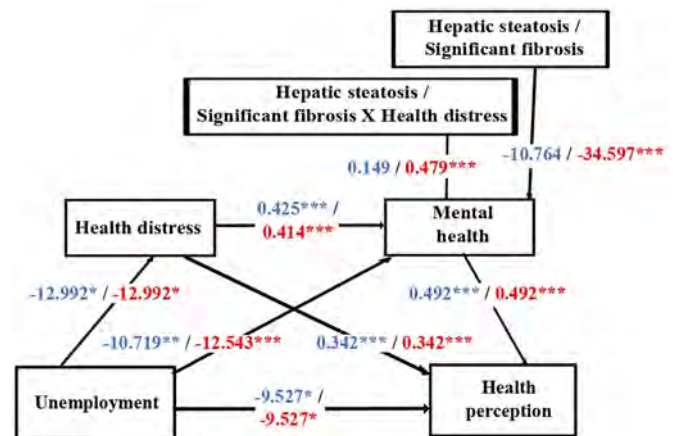 Hepatic steatosis /
Significant fibrosis
Hepatic steatosis /
Significant fibrosis X Health distress
0.149 / 0.479***
-10.764 / -34.597***
0.425*** /
0.414***
Health distress
Mental
health
-12.992* / -12.992*
0.492*** / 0.492***
-10.719** / -12.543***
0.342*** / 0.342***
Unemployment
-9.527* /
-9.527*
Health
perception